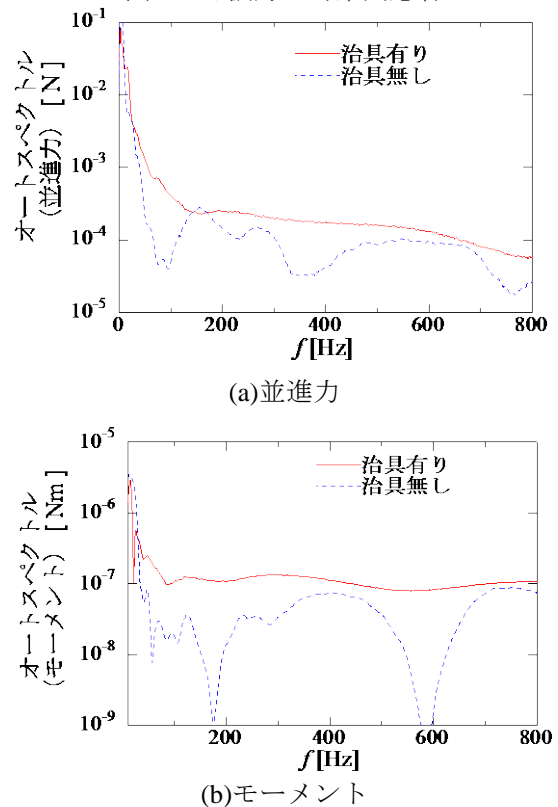 10^-1
10^-2
10^-3
10^-4
10^-5
オートスペクトル
(並進力) [N]
治具有り
治具無し
0 200 400 600 800
f[Hz]
(a)並進力
10^-5
10^-6
10^-7
10^-8
10^-9
オートスペクトル
(モーメント) [Nm]
治具有り
治具無し
200 400 600 800
f[Hz]
(b)モーメント